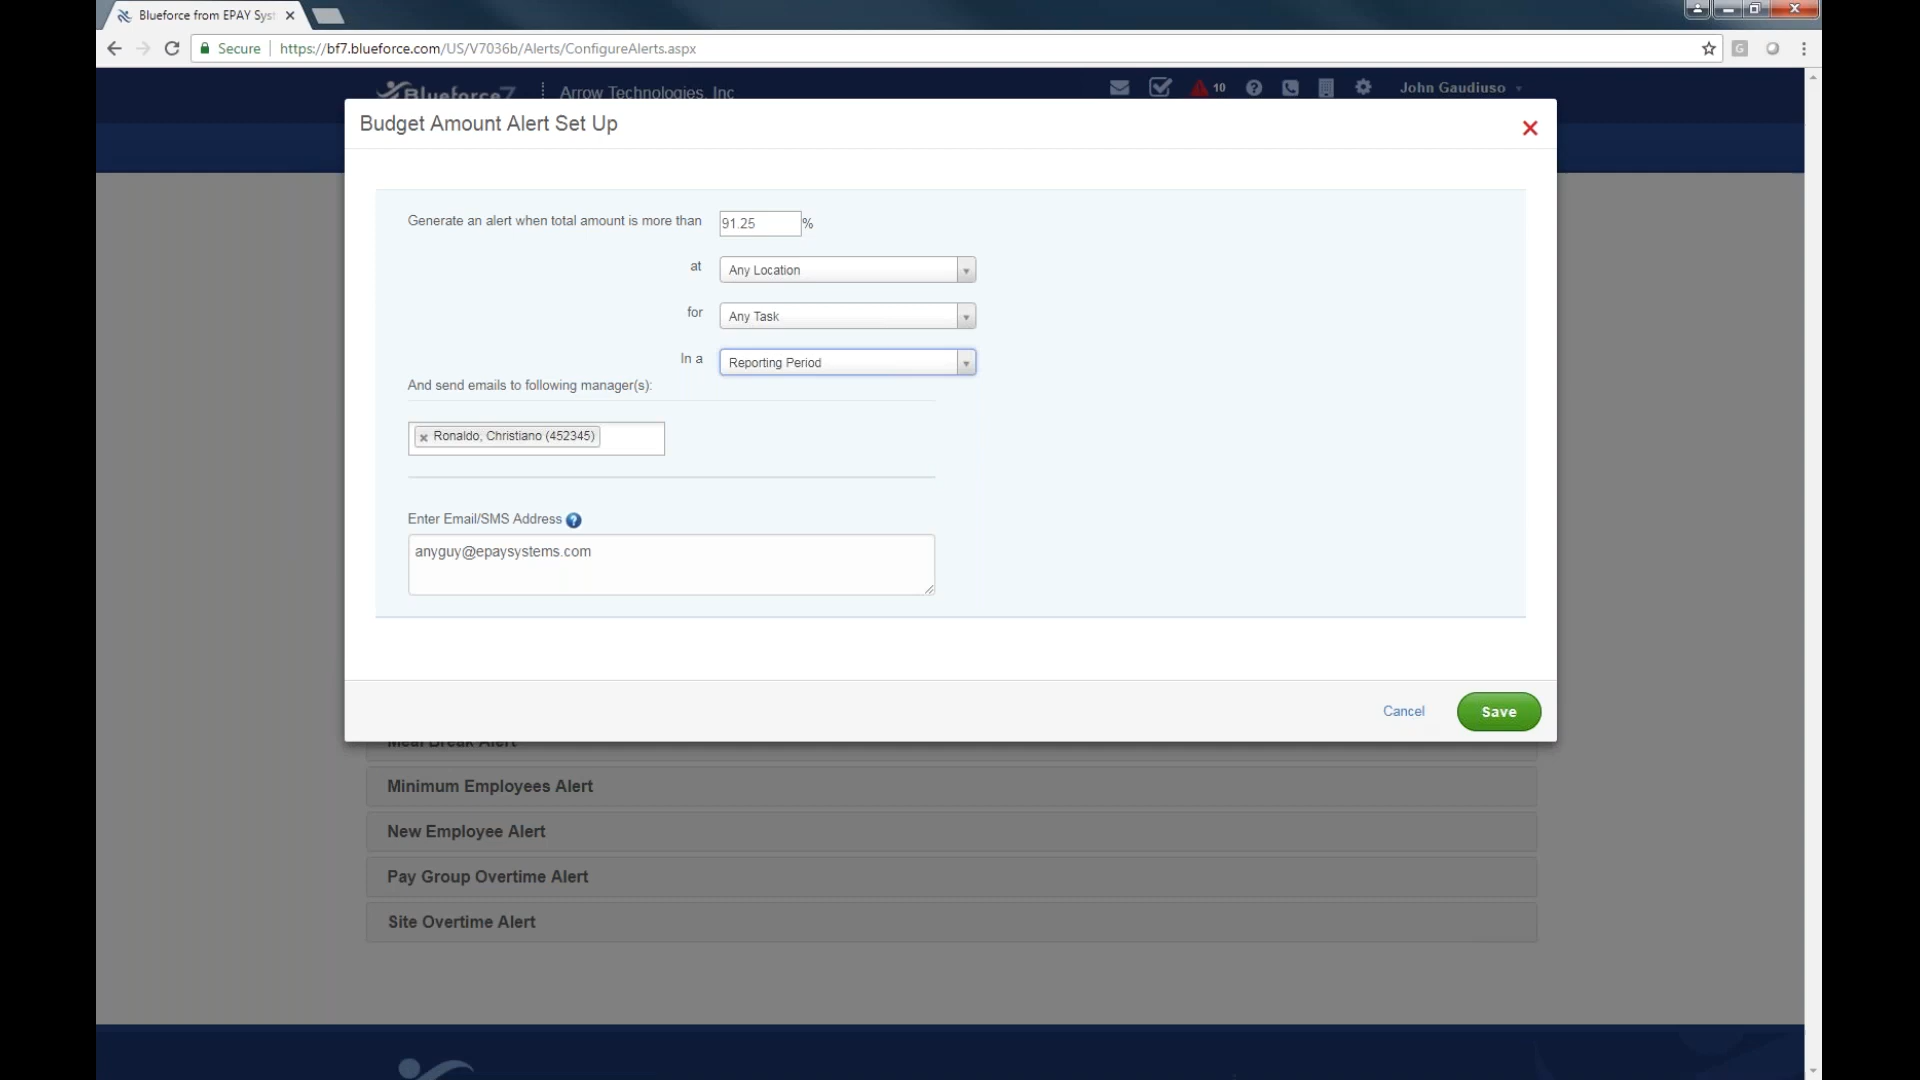 Blueforce from EPAY Syst
Secure
https://bf7.blueforce.com/US/V7036b/Alerts/ConfigureAlerts.aspx
Blueforce7
Arrow Technologies, Inc
10
John Gaudiuso
Budget Amount Alert Set Up
Generate an alert when total amount is more than 91.25 %
at Any Location
for Any Task
In a Reporting Period
And send emails to following manager(s):
Ronaldo, Christiano (452345)
Enter Email/SMS Address
anyguy@epaysystems.com
Cancel
Save
Meal Break Alert
Minimum Employees Alert
New Employee Alert
Pay Group Overtime Alert
Site Overtime Alert